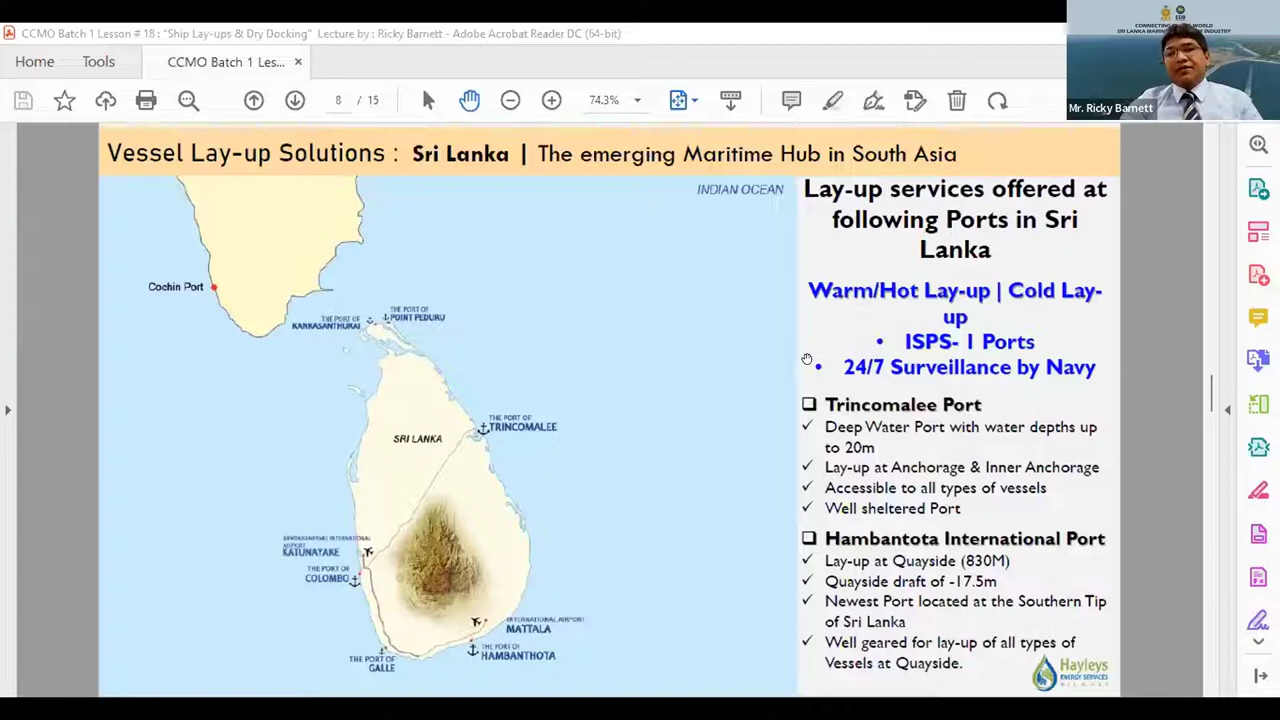 CCMO Batch 1 Lesson # 18 : "Ship Lay-ups & Dry Docking" Lecture by : Ricky Barnett - Adobe Acrobat Reader DC (64-bit)
Home
Tools
CCMO Batch 1 Les... ×
8 / 15
74.3%
Mr. Ricky Barnett
Vessel Lay-up Solutions : Sri Lanka | The emerging Maritime Hub in South Asia
INDIAN OCEAN
Cochin Port
THE PORT OF
KANKASANTHURAI
THE PORT OF
POINT PEDURU
THE PORT OF
TRINCOMALEE
SRI LANKA
AIRPORT
KATUNAYAKE
THE PORT OF
COLOMBO
INTERNATIONAL AIRPORT
MATTALA
THE PORT OF
HAMBANTHOTA
THE PORT OF
GALLE
Lay-up services offered at
following Ports in Sri
Lanka
Warm/Hot Lay-up | Cold Lay-
up
• ISPS- 1 Ports
• 24/7 Surveillance by Navy
Trincomalee Port
Deep Water Port with water depths up
to 20m
Lay-up at Anchorage & Inner Anchorage
Accessible to all types of vessels
Well sheltered Port
Hambantota International Port
Lay-up at Quayside (830M)
Quayside draft of -17.5m
Newest Port located at the Southern Tip
of Sri Lanka
Well geared for lay-up of all types of
Vessels at Quayside.
Hayleys
ENERGY SERVICES